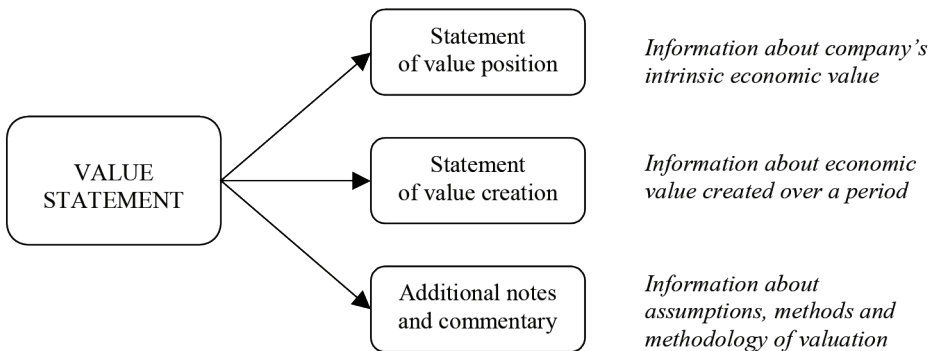 VALUE
STATEMENT
Statement
of value position
Information about company’s
intrinsic economic value
Statement
of value creation
Information about economic
value created over a period
Additional notes
and commentary
Information about
assumptions, methods and
methodology of valuation